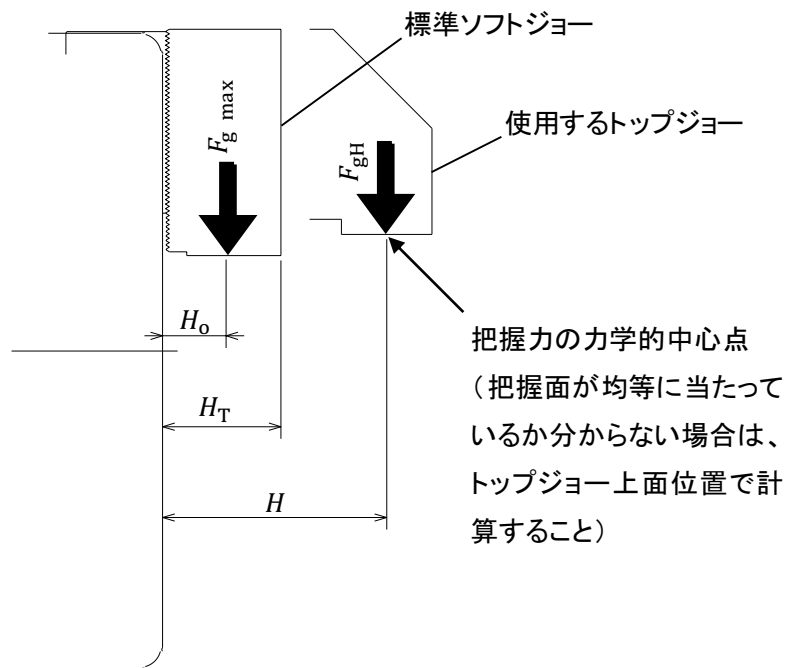 標準ソフトジョー
使用するトップジョー
Fg max
FgH
Ho
HT
H
把握力の力学的中心点
（把握面が均等に当たって
いるか分からない場合は、
トップジョー上面位置で計
算すること）